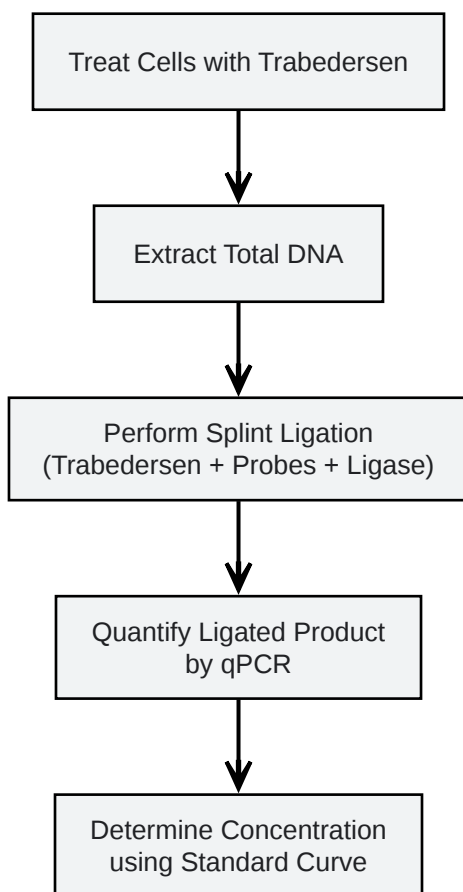 Treat Cells with Trabedersen
Extract Total DNA
Perform Splint Ligation
(Trabedersen + Probes + Ligase)
Quantify Ligated Product
by qPCR
Determine Concentration
using Standard Curve